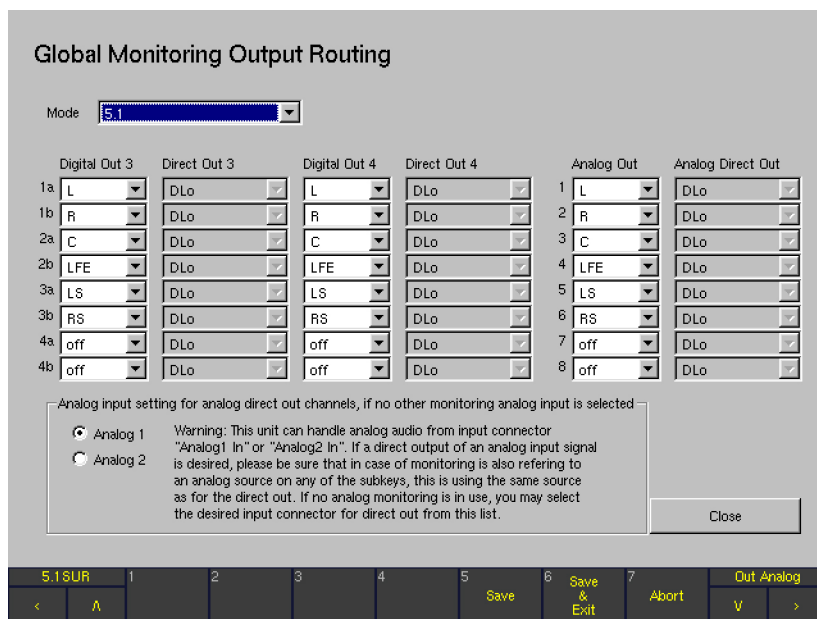 Global Monitoring Output Routing
Mode 5.1
Digital Out 3 Direct Out 3 Digital Out 4 Direct Out 4 Analog Out Analog Direct Out
1a L DLo L DLo 1 L DLo
1b R DLo R DLo 2 R DLo
2a C DLo C DLo 3 C DLo
2b LFE DLo LFE DLo 4 LFE DLo
3a LS DLo LS DLo 5 LS DLo
3b RS DLo RS DLo 6 RS DLo
4a off DLo off DLo 7 off DLo
4b off DLo off DLo 8 off DLo
Analog input setting for analog direct out channels, if no other monitoring analog input is selected
Analog 1
Analog 2
Warning: This unit can handle analog audio from input connector
"Analog1 In" or "Analog2 In". If a direct output of an analog input signal
is desired, please be sure that in case of monitoring is also refering to
an analog source on any of the subkeys, this is using the same source
as for the direct out. If no analog monitoring is in use, you may select
the desired input connector for direct out from this list.
Close
5.1SUR 1 2 3 4 5 Save 6 Save & Exit 7 Abort Out Analog
< Λ V >